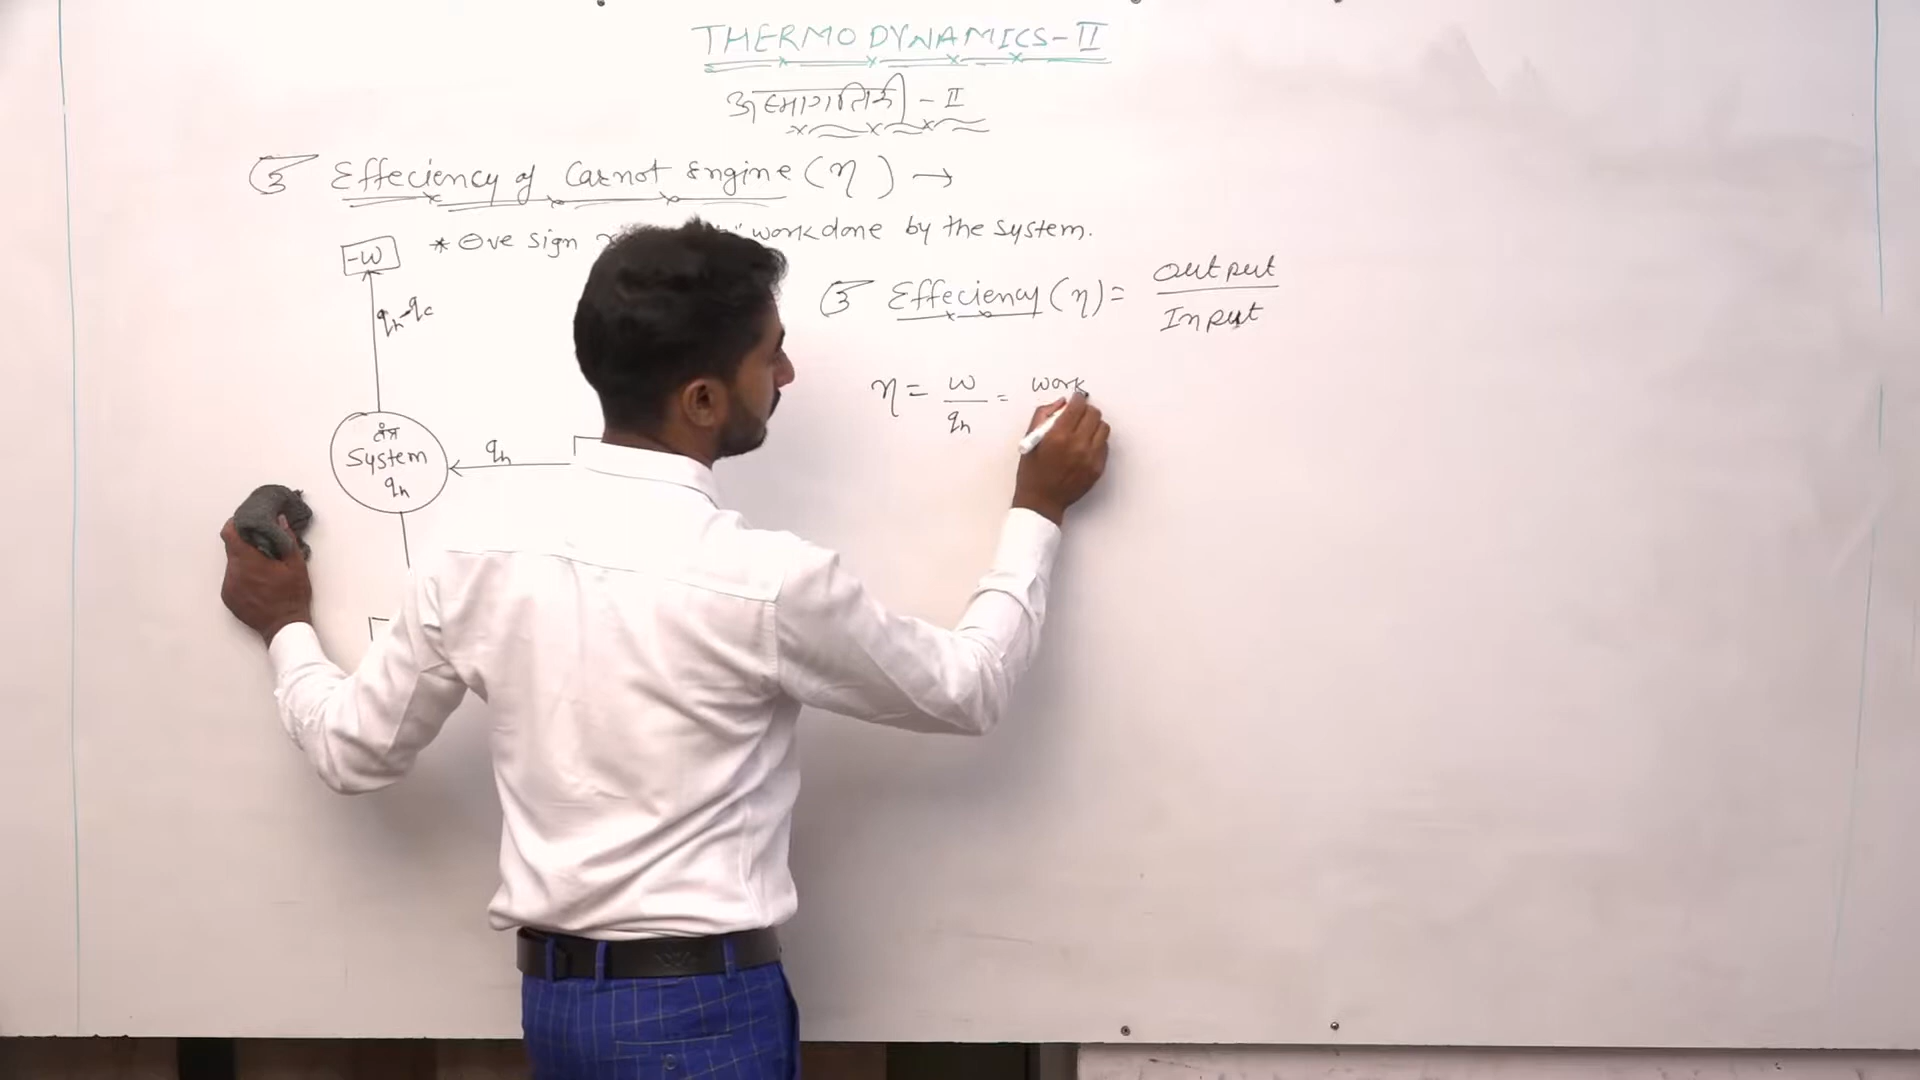 THERMODYNAMICS-II
ऊष्मागतिकी - II
Effeciency of Carnot Engine (η) →
-w
* ⊖ve sign work done by the system.
Effeciency (η) = output / Input
qh-qc
η = w / qh = work
तंत्र
System
qh
qh